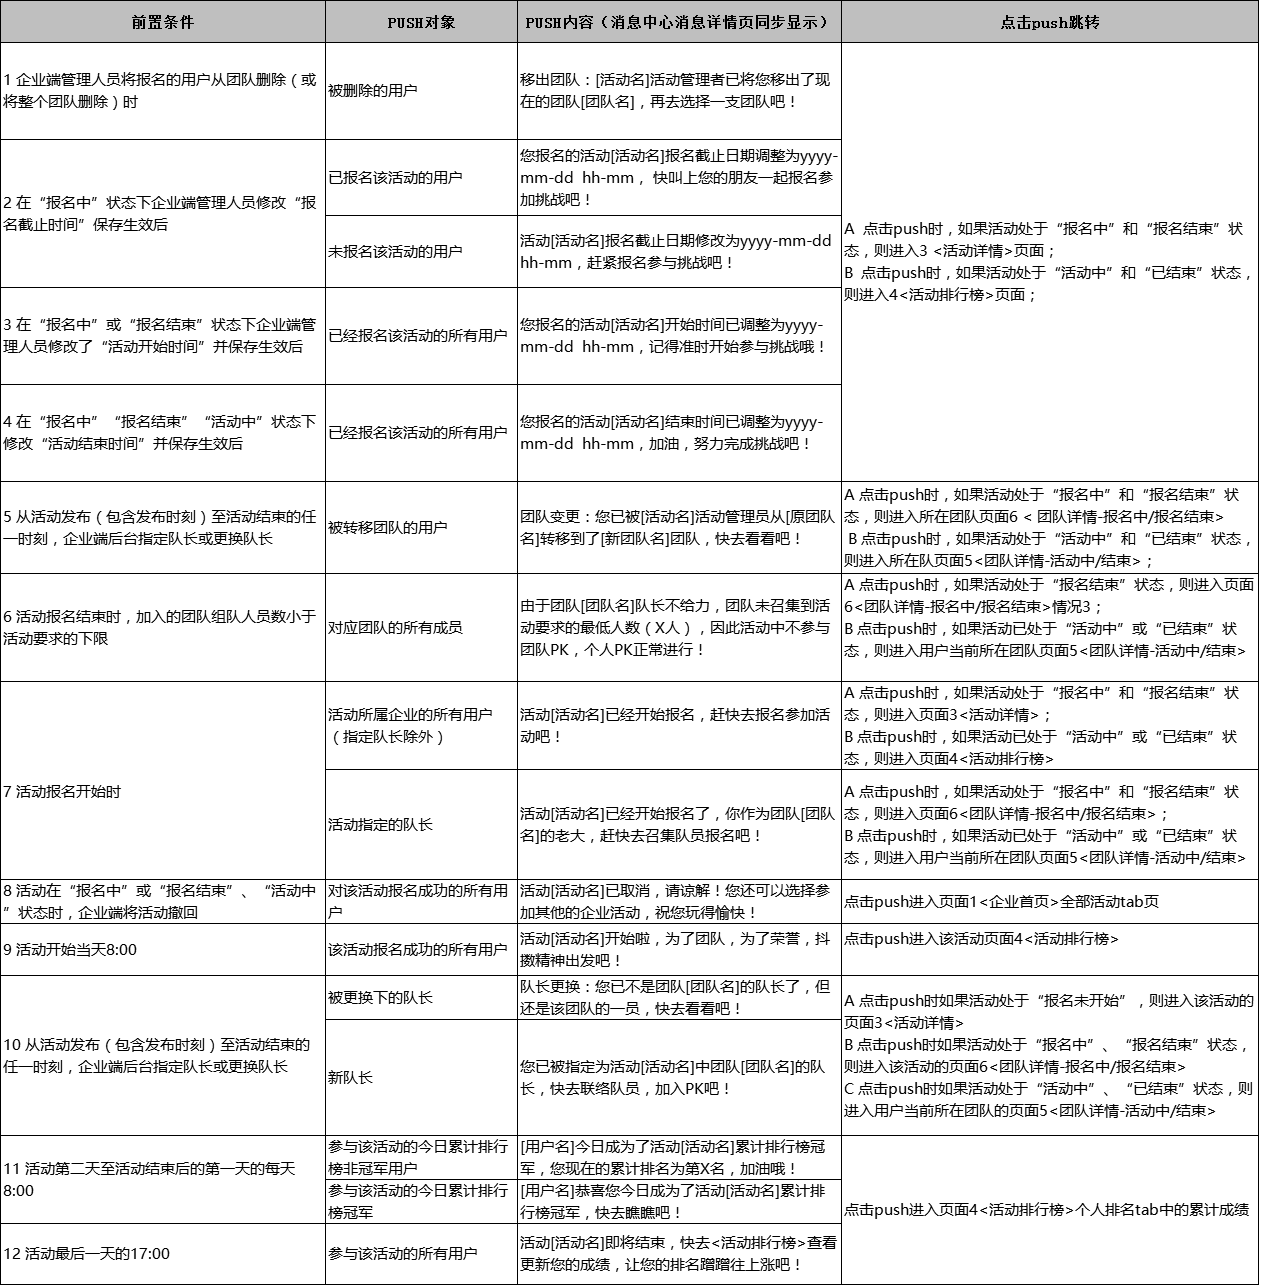 前置条件
PUSH对象
PUSH内容（消息中心消息详情页同步显示）
点击push跳转
1 企业端管理人员将报名的用户从团队删除（或
将整个团队删除）时
被删除的用户
移出团队：[活动名]活动管理者已将您移出了现
在的团队[团队名]，再去选择一支团队吧！
A  点击push时，如果活动处于“报名中”和“报名结束”状
态，则进入3 <活动详情>页面；
B  点击push时，如果活动处于“活动中”和“已结束”状态，
则进入4<活动排行榜>页面；
2 在“报名中”状态下企业端管理人员修改“报
名截止时间”保存生效后
已报名该活动的用户
您报名的活动[活动名]报名截止日期调整为yyyy-
mm-dd  hh-mm， 快叫上您的朋友一起报名参
加挑战吧！
未报名该活动的用户
活动[活动名]报名截止日期修改为yyyy-mm-dd
hh-mm，赶紧报名参与挑战吧！
3 在“报名中”或“报名结束”状态下企业端管
理人员修改了“活动开始时间”并保存生效后
已经报名该活动的所有用户
您报名的活动[活动名]开始时间已调整为yyyy-
mm-dd  hh-mm，记得准时开始参与挑战哦！
4 在“报名中”“报名结束”“活动中”状态下
修改“活动结束时间”并保存生效后
已经报名该活动的所有用户
您报名的活动[活动名]结束时间已调整为yyyy-
mm-dd  hh-mm，加油，努力完成挑战吧！
5 从活动发布（包含发布时刻）至活动结束的任
一时刻，企业端后台指定队长或更换队长
被转移团队的用户
团队变更：您已被[活动名]活动管理员从[原团队
名]转移到了[新团队名]团队，快去看看吧！
A 点击push时，如果活动处于“报名中”和“报名结束”状
态，则进入所在团队页面6 < 团队详情-报名中/报名结束>
B 点击push时，如果活动处于“活动中”和“已结束”状态，
则进入所在队页面5<团队详情-活动中/结束>；
6 活动报名结束时，加入的团队组队人员数小于
活动要求的下限
对应团队的所有成员
由于团队[团队名]队长不给力，团队未召集到活
动要求的最低人数（X人），因此活动中不参与
团队PK，个人PK正常进行！
A 点击push时，如果活动处于“报名结束”状态，则进入页面
6<团队详情-报名中/报名结束>情况3；
B 点击push时，如果活动已处于“活动中”或“已结束”状
态，则进入用户当前所在团队页面5<团队详情-活动中/结束>
7 活动报名开始时
活动所属企业的所有用户
（指定队长除外）
活动[活动名]已经开始报名，赶快去报名参加活
动吧！
A 点击push时，如果活动处于“报名中”和“报名结束”状
态，则进入页面3<活动详情>；
B 点击push时，如果活动已处于“活动中”或“已结束”状
态，则进入页面4<活动排行榜>
活动指定的队长
活动[活动名]已经开始报名了，你作为团队[团队
名]的老大，赶快去召集队员报名吧！
A 点击push时，如果活动处于“报名中”和“报名结束”状
态，则进入页面6<团队详情-报名中/报名结束>；
B 点击push时，如果活动已处于“活动中”或“已结束”状
态，则进入用户当前所在团队页面5<团队详情-活动中/结束>
8 活动在“报名中”或“报名结束”、“活动中
”状态时，企业端将活动撤回
对该活动报名成功的所有用
户
活动[活动名]已取消，请谅解！您还可以选择参
加其他的企业活动，祝您玩得愉快！
点击push进入页面1<企业首页>全部活动tab页
9 活动开始当天8:00
该活动报名成功的所有用户
活动[活动名]开始啦，为了团队，为了荣誉，抖
擞精神出发吧！
点击push进入该活动页面4<活动排行榜>
10 从活动发布（包含发布时刻）至活动结束的
任一时刻，企业端后台指定队长或更换队长
被更换下的队长
队长更换：您已不是团队[团队名]的队长了，但
还是该团队的一员，快去看看吧！
A 点击push时如果活动处于“报名未开始”，则进入该活动的
页面3<活动详情>
B 点击push时如果活动处于“报名中”、“报名结束”状态，
则进入该活动的页面6<团队详情-报名中/报名结束>
C 点击push时如果活动处于“活动中”、“已结束”状态，则
进入用户当前所在团队的页面5<团队详情-活动中/结束>
新队长
您已被指定为活动[活动名]中团队[团队名]的队
长，快去联络队员，加入PK吧！
11 活动第二天至活动结束后的第一天的每天
8:00
参与该活动的今日累计排行
榜非冠军用户
[用户名]今日成为了活动[活动名]累计排行榜冠
军，您现在的累计排名为第X名，加油哦！
参与该活动的今日累计排行
榜冠军
[用户名]恭喜您今日成为了活动[活动名]累计排
行榜冠军，快去瞧瞧吧！
点击push进入页面4<活动排行榜>个人排名tab中的累计成绩
12 活动最后一天的17:00
参与该活动的所有用户
活动[活动名]即将结束，快去<活动排行榜>查看
更新您的成绩，让您的排名蹭蹭往上涨吧！